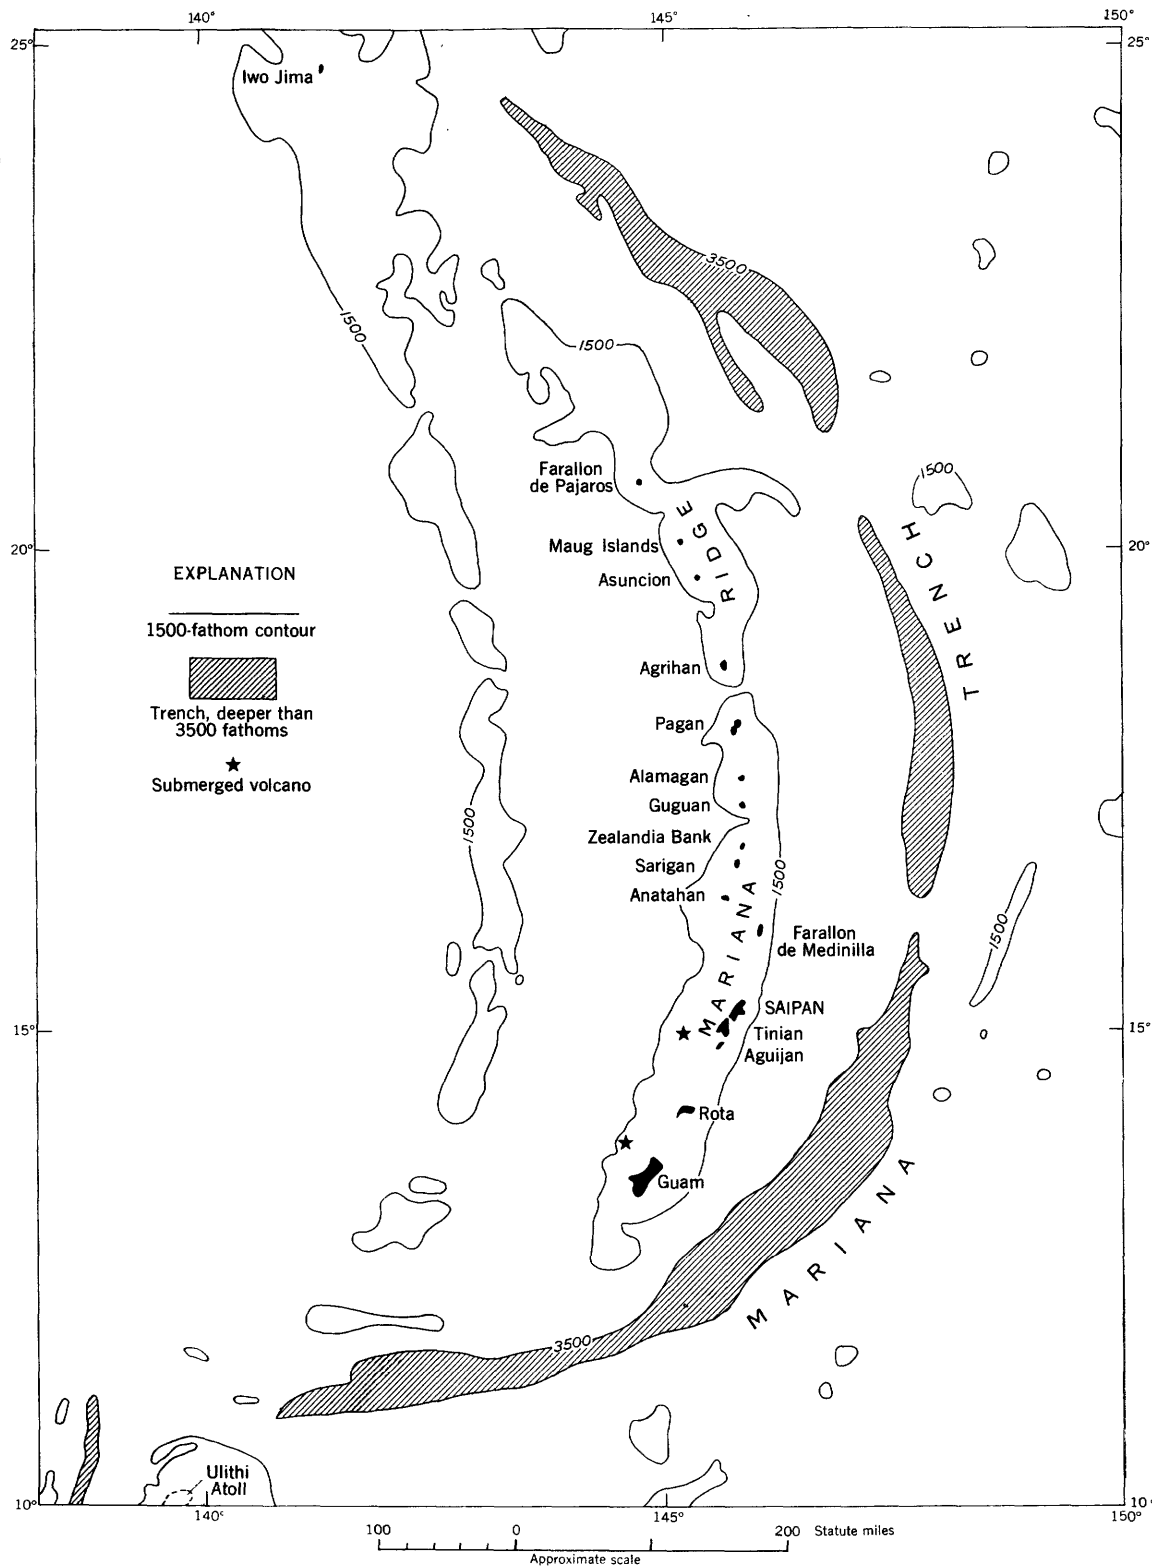 140°
145°
150°
25°
25°
Iwo Jima
3500
1500
1500
Farallon
de Pajaros
1500
RIDGE
TRENCH
20°
20°
Maug Islands
Asuncion
EXPLANATION
1500-fathom contour
Trench, deeper than
3500 fathoms
Submerged volcano
Agrihan
Pagan
Alamagan
Guguan
1500
Zealandia Bank
Sarigan
1500
Anatahan
MARIANA
Farallon
de Medinilla
1500
SAIPAN
15°
15°
Tinian
Aguijan
Rota
Guam
MARIANA
3500
Ulithi
Atoll
10°
10°
140°
145°
150°
100
0
200 Statute miles
Approximate scale